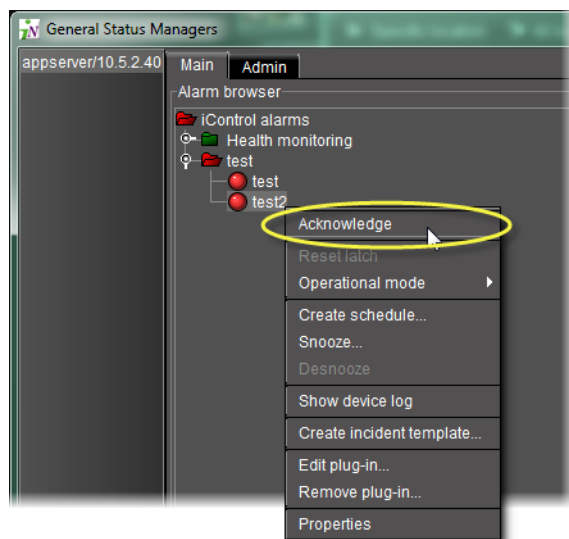 General Status Managers
appserver/10.5.2.40
Main
Admin
Alarm browser
iControl alarms
Health monitoring
test
test
test2
Acknowledge
Reset latch
Operational mode
Create schedule...
Snooze...
Desnooze
Show device log
Create incident template...
Edit plug-in...
Remove plug-in...
Properties